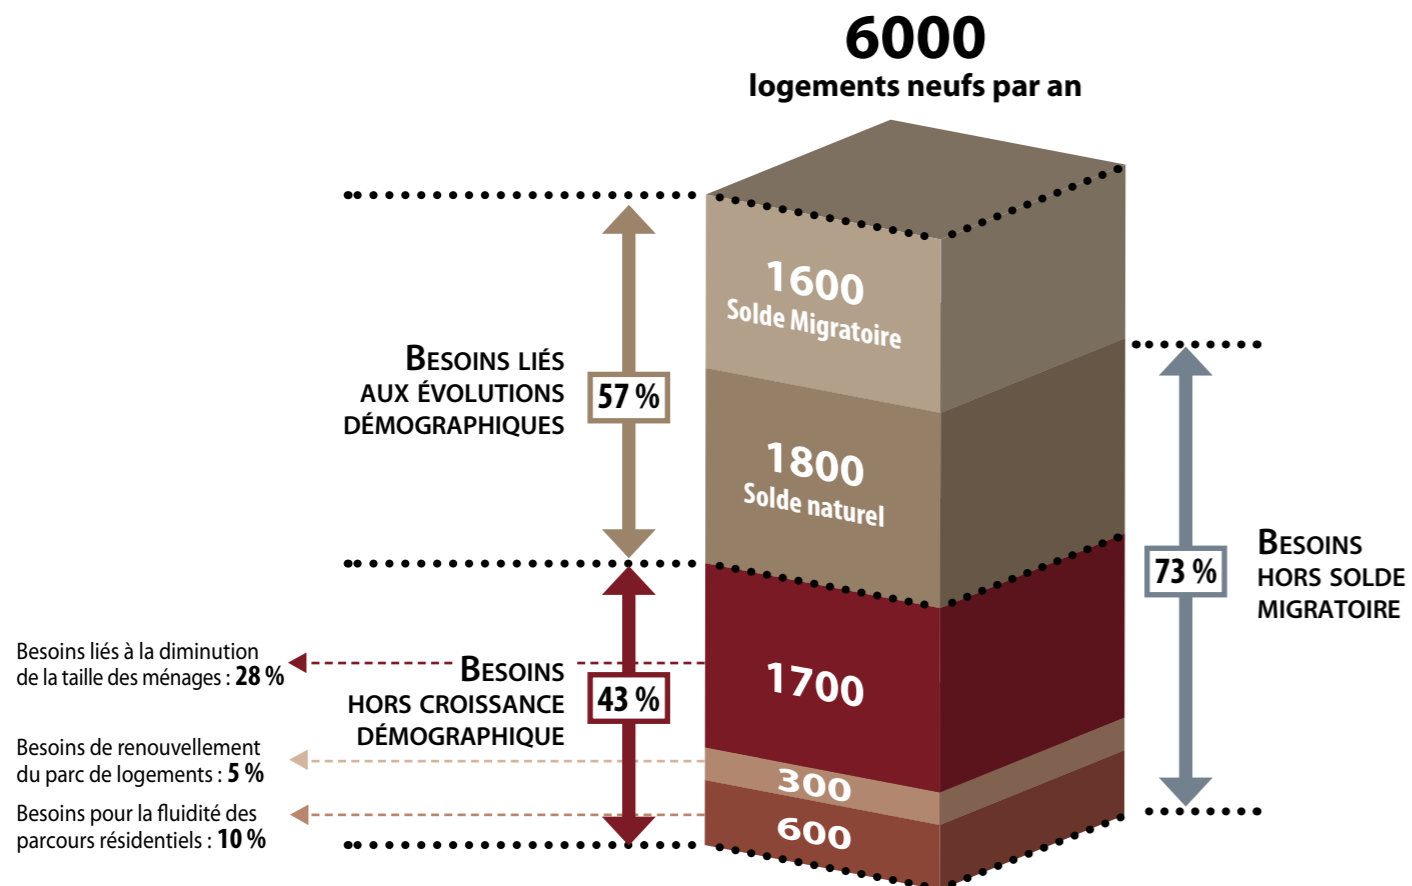 6000
logements neufs par an
1600
Solde Migratoire
BESOINS LIÉS
AUX ÉVOLUTIONS
DÉMOGRAPHIQUES
57 %
1800
Solde naturel
BESOINS
HORS SOLDE
MIGRATOIRE
73 %
Besoins liés à la diminution
de la taille des ménages : 28 %
BESOINS
HORS CROISSANCE
DÉMOGRAPHIQUE
43 %
1700
Besoins de renouvellement
du parc de logements : 5 %
300
Besoins pour la fluidité des
parcours résidentiels : 10 %
600